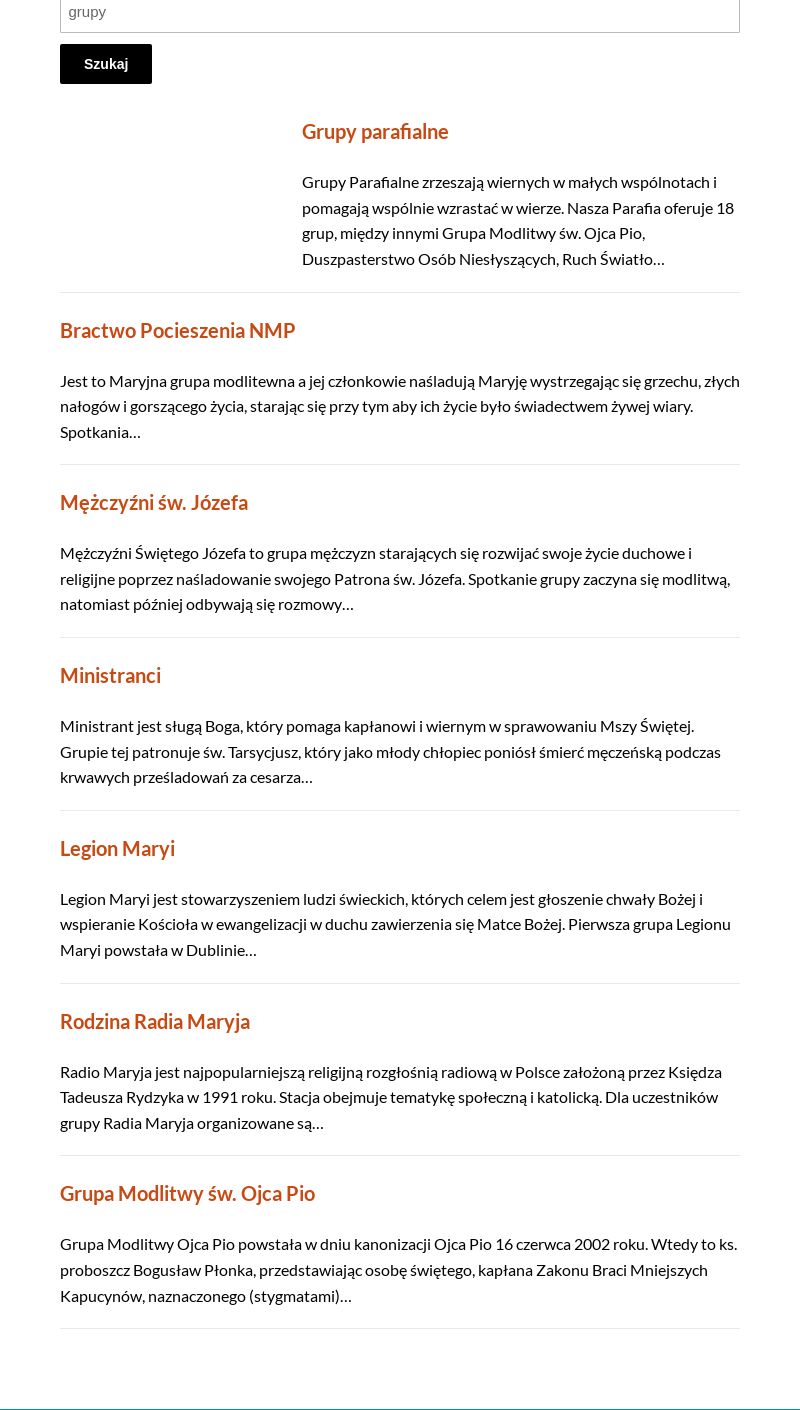 grupy
Szukaj
Grupy parafialne
Grupy Parafialne zrzeszają wiernych w małych wspólnotach i
pomagają wspólnie wzrastać w wierze. Nasza Parafia oferuje 18
grup, między innymi Grupa Modlitwy św. Ojca Pio,
Duszpasterstwo Osób Niesłyszących, Ruch Światło…
Bractwo Pocieszenia NMP
Jest to Maryjna grupa modlitewna a jej członkowie naśladują Maryję wystrzegając się grzechu, złych
nałogów i gorszącego życia, starając się przy tym aby ich życie było świadectwem żywej wiary.
Spotkania…
Mężczyźni św. Józefa
Mężczyźni Świętego Józefa to grupa mężczyzn starających się rozwijać swoje życie duchowe i
religijne poprzez naśladowanie swojego Patrona św. Józefa. Spotkanie grupy zaczyna się modlitwą,
natomiast później odbywają się rozmowy…
Ministranci
Ministrant jest sługą Boga, który pomaga kapłanowi i wiernym w sprawowaniu Mszy Świętej.
Grupie tej patronuje św. Tarsycjusz, który jako młody chłopiec poniósł śmierć męczeńską podczas
krwawych prześladowań za cesarza…
Legion Maryi
Legion Maryi jest stowarzyszeniem ludzi świeckich, których celem jest głoszenie chwały Bożej i
wspieranie Kościoła w ewangelizacji w duchu zawierzenia się Matce Bożej. Pierwsza grupa Legionu
Maryi powstała w Dublinie…
Rodzina Radia Maryja
Radio Maryja jest najpopularniejszą religijną rozgłośnią radiową w Polsce założoną przez Księdza
Tadeusza Rydzyka w 1991 roku. Stacja obejmuje tematykę społeczną i katolicką. Dla uczestników
grupy Radia Maryja organizowane są…
Grupa Modlitwy św. Ojca Pio
Grupa Modlitwy Ojca Pio powstała w dniu kanonizacji Ojca Pio 16 czerwca 2002 roku. Wtedy to ks.
proboszcz Bogusław Płonka, przedstawiając osobę świętego, kapłana Zakonu Braci Mniejszych
Kapucynów, naznaczonego (stygmatami)…